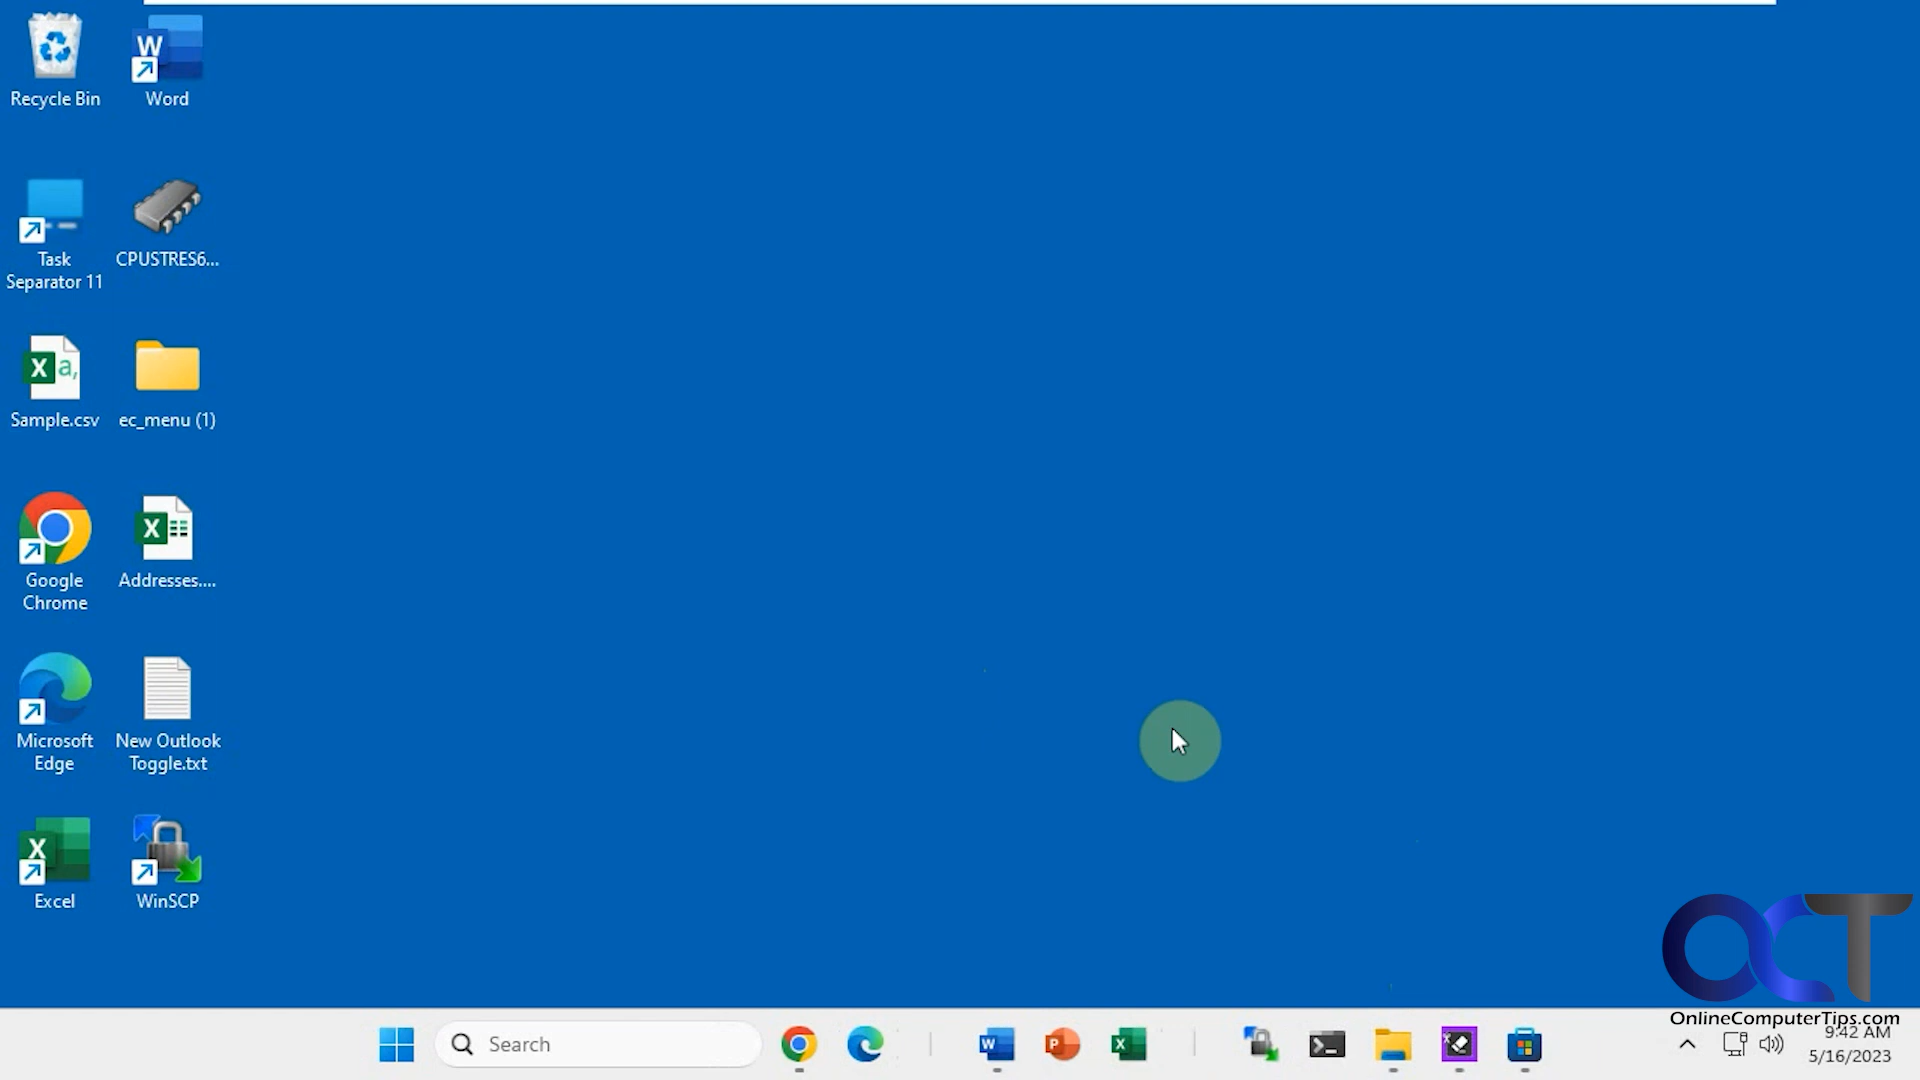 Recycle Bin
Word
Task
Separator 11
CPUSTRES6...
Sample.csv
ec_menu (1)
Google
Chrome
Addresses....
Microsoft
Edge
New Outlook
Toggle.txt
Excel
WinSCP
OCT
OnlineComputerTips.com
Search
9:42 AM
5/16/2023